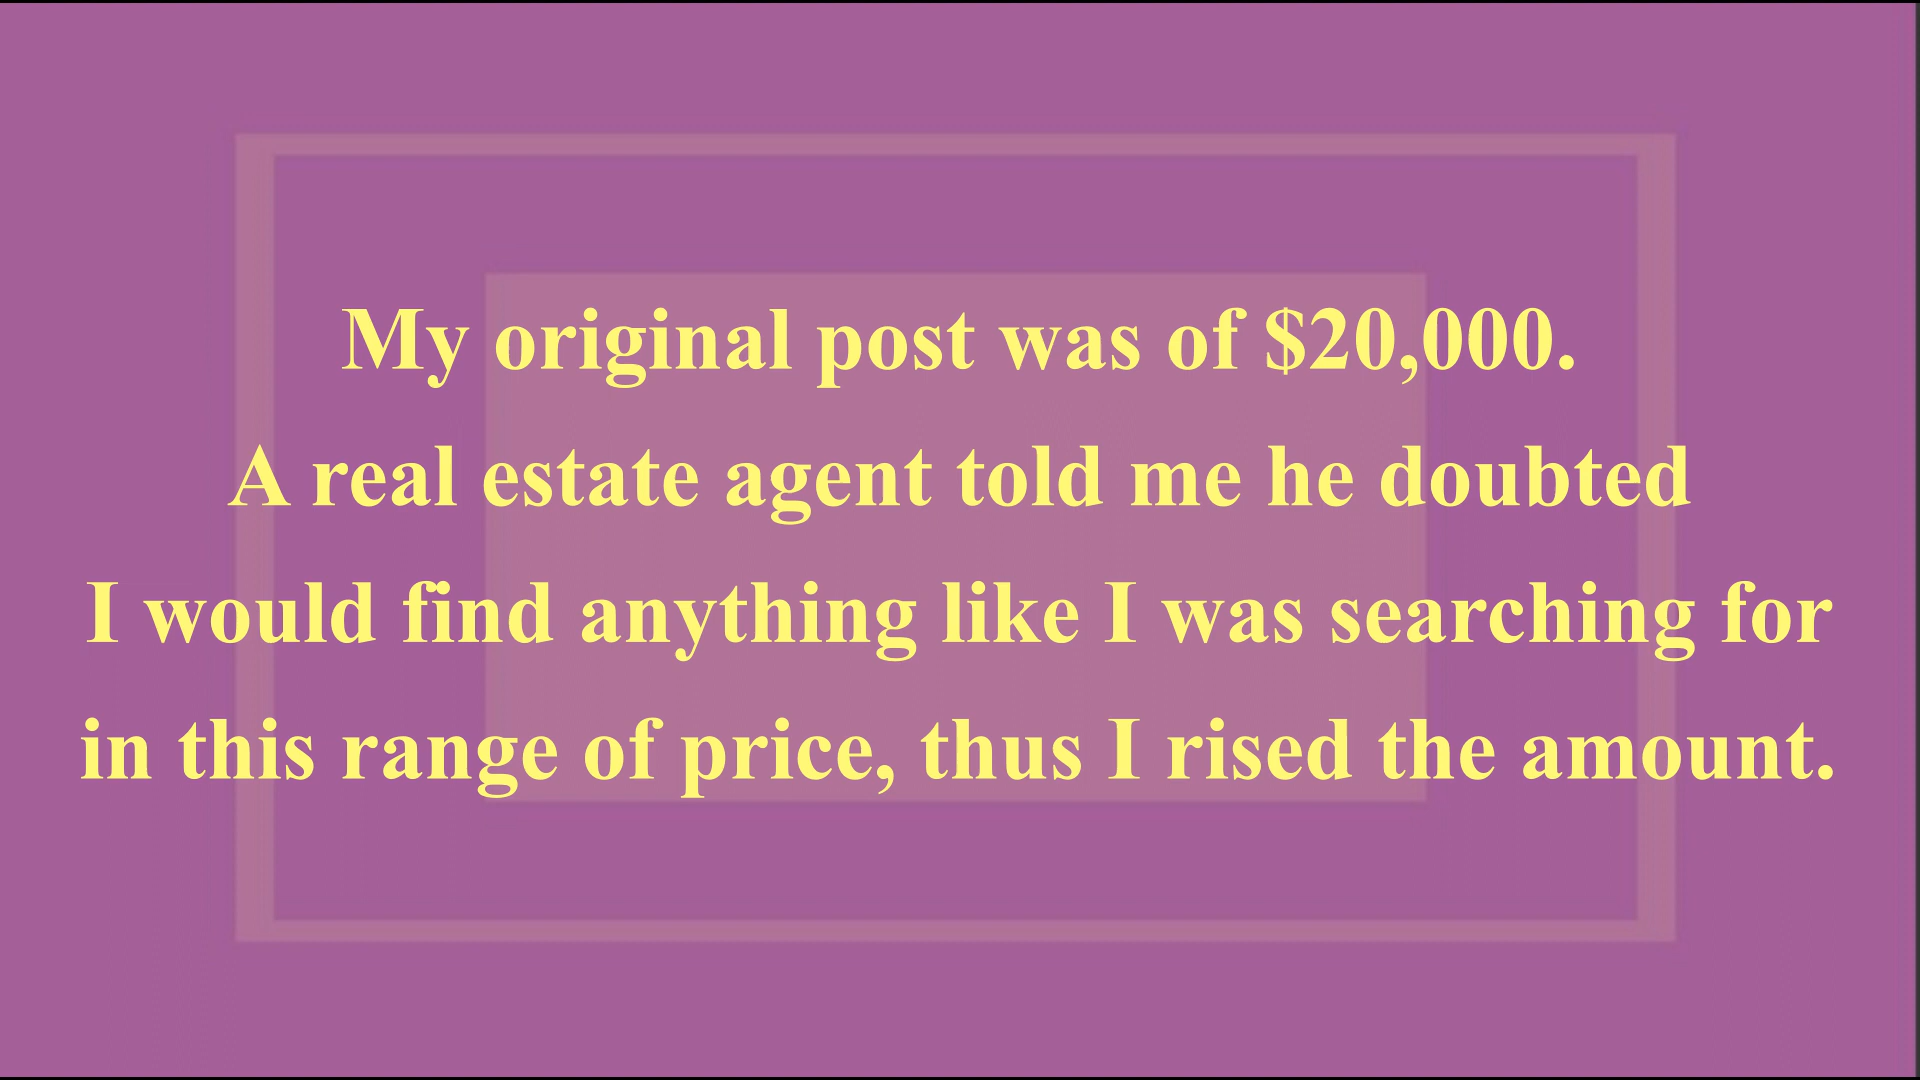 My original post was of $20,000.
A real estate agent told me he doubted
I would find anything like I was searching for
in this range of price, thus I rised the amount.